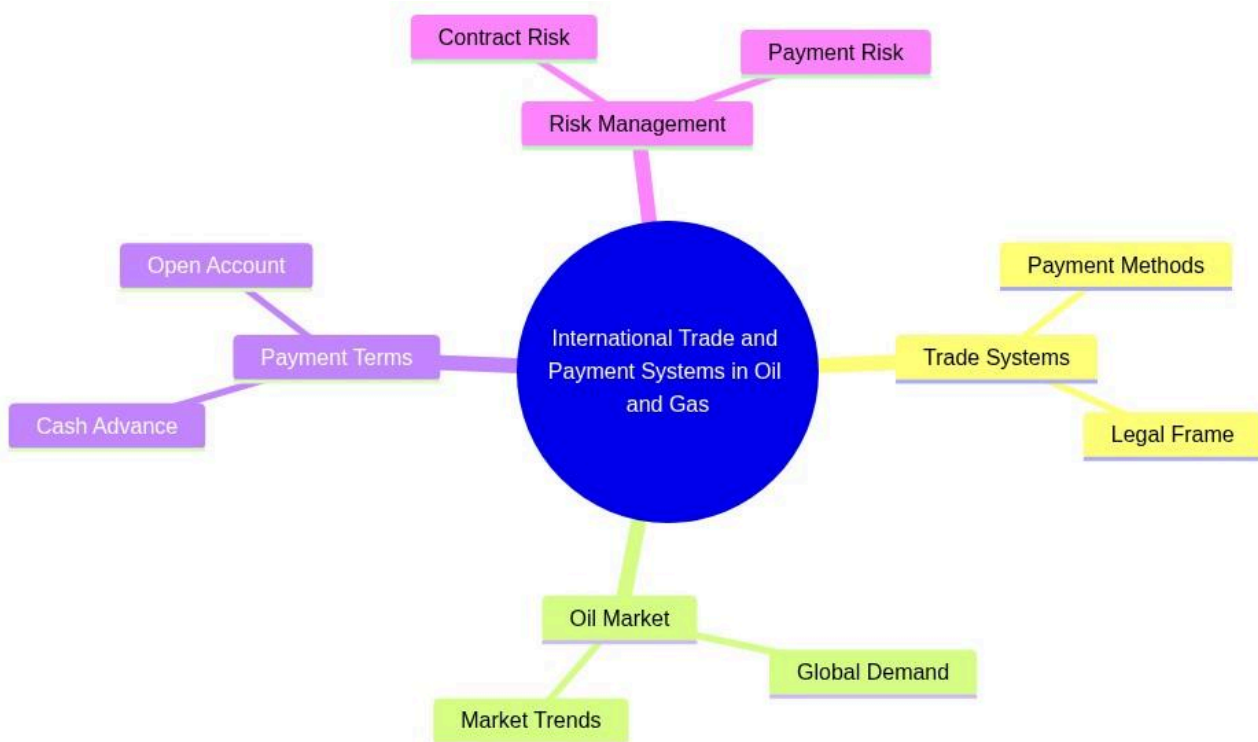 Contract Risk
Payment Risk
Risk Management
Open Account
Payment Methods
International Trade and
Payment Systems in Oil
and Gas
Payment Terms
Trade Systems
Cash Advance
Legal Frame
Oil Market
Global Demand
Market Trends